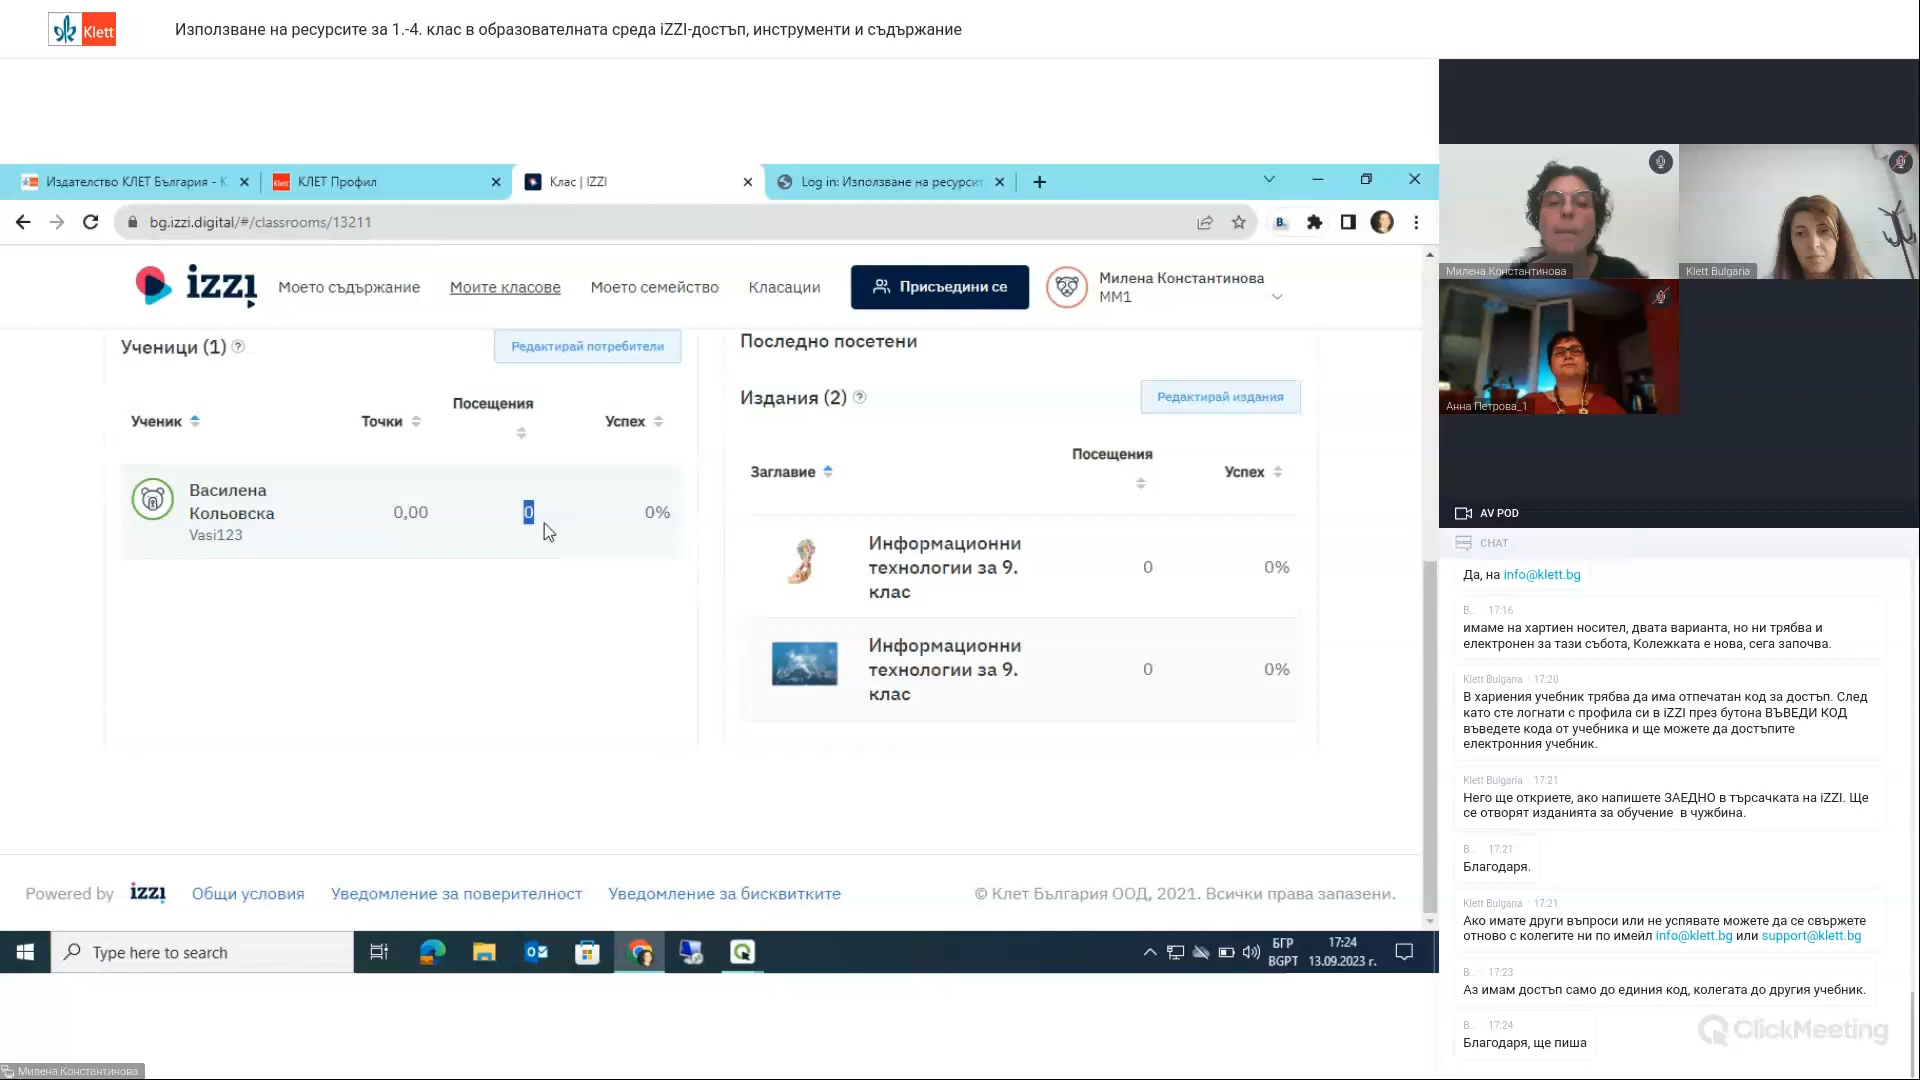 Klett
Използване на ресурсите за 1.-4. клас в образователната среда iZZI-достъп, инструменти и съдържание
Издателство КЛЕТ България - К
КЛЕТ Профил
Клас | IZZI
Log in: Използване на ресурсит
bg.izzi.digital/#/classrooms/13211
izzi
Моето съдържание
Моите класове
Моето семейство
Класации
Присъедини се
Милена Константинова
MM1
Ученици (1)
Редактирай потребители
Ученик
Точки
Посещения
Успех
Василена
Кольовска
Vasi123
0,00
0
0%
Последно посетени
Издания (2)
Редактирай издания
Заглавие
Посещения
Успех
Информационни
технологии за 9.
клас
0
0%
Информационни
технологии за 9.
клас
0
0%
Powered by izzi
Общи условия
Уведомление за поверителност
Уведомление за бисквитките
© Клет България ООД, 2021. Всички права запазени.
Type here to search
БГР
BGPT
17:24
13.09.2023 г.
Милена Константинова
Милена Константинова
Klett Bulgaria
Анна Петрова_1
AV POD
CHAT
Да, на info@klett.bg
В... 17:16
имаме на хартиен носител, двата варианта, но ни трябва и
електронен за тази събота, Колежката е нова, сега започва.
Klett Bulgaria 17:20
В хариения учебник трябва да има отпечатан код за достъп. След
като сте логнати с профила си в iZZI през бутона ВЪВЕДИ КОД
въведете кода от учебника и ще можете да достъпите
електронния учебник.
Klett Bulgaria 17:21
Него ще откриете, ако напишете ЗАЕДНО в търсачката на iZZI. Ще
се отворят изданията за обучение в чужбина.
В... 17:21
Благодаря.
Klett Bulgaria 17:21
Ако имате други въпроси или не успявате можете да се свържете
отново с колегите ни по имейл info@klett.bg или support@klett.bg
В... 17:23
Аз имам достъп само до единия код, колегата до другия учебник.
В... 17:24
Благодаря, ще пиша
ClickMeeting